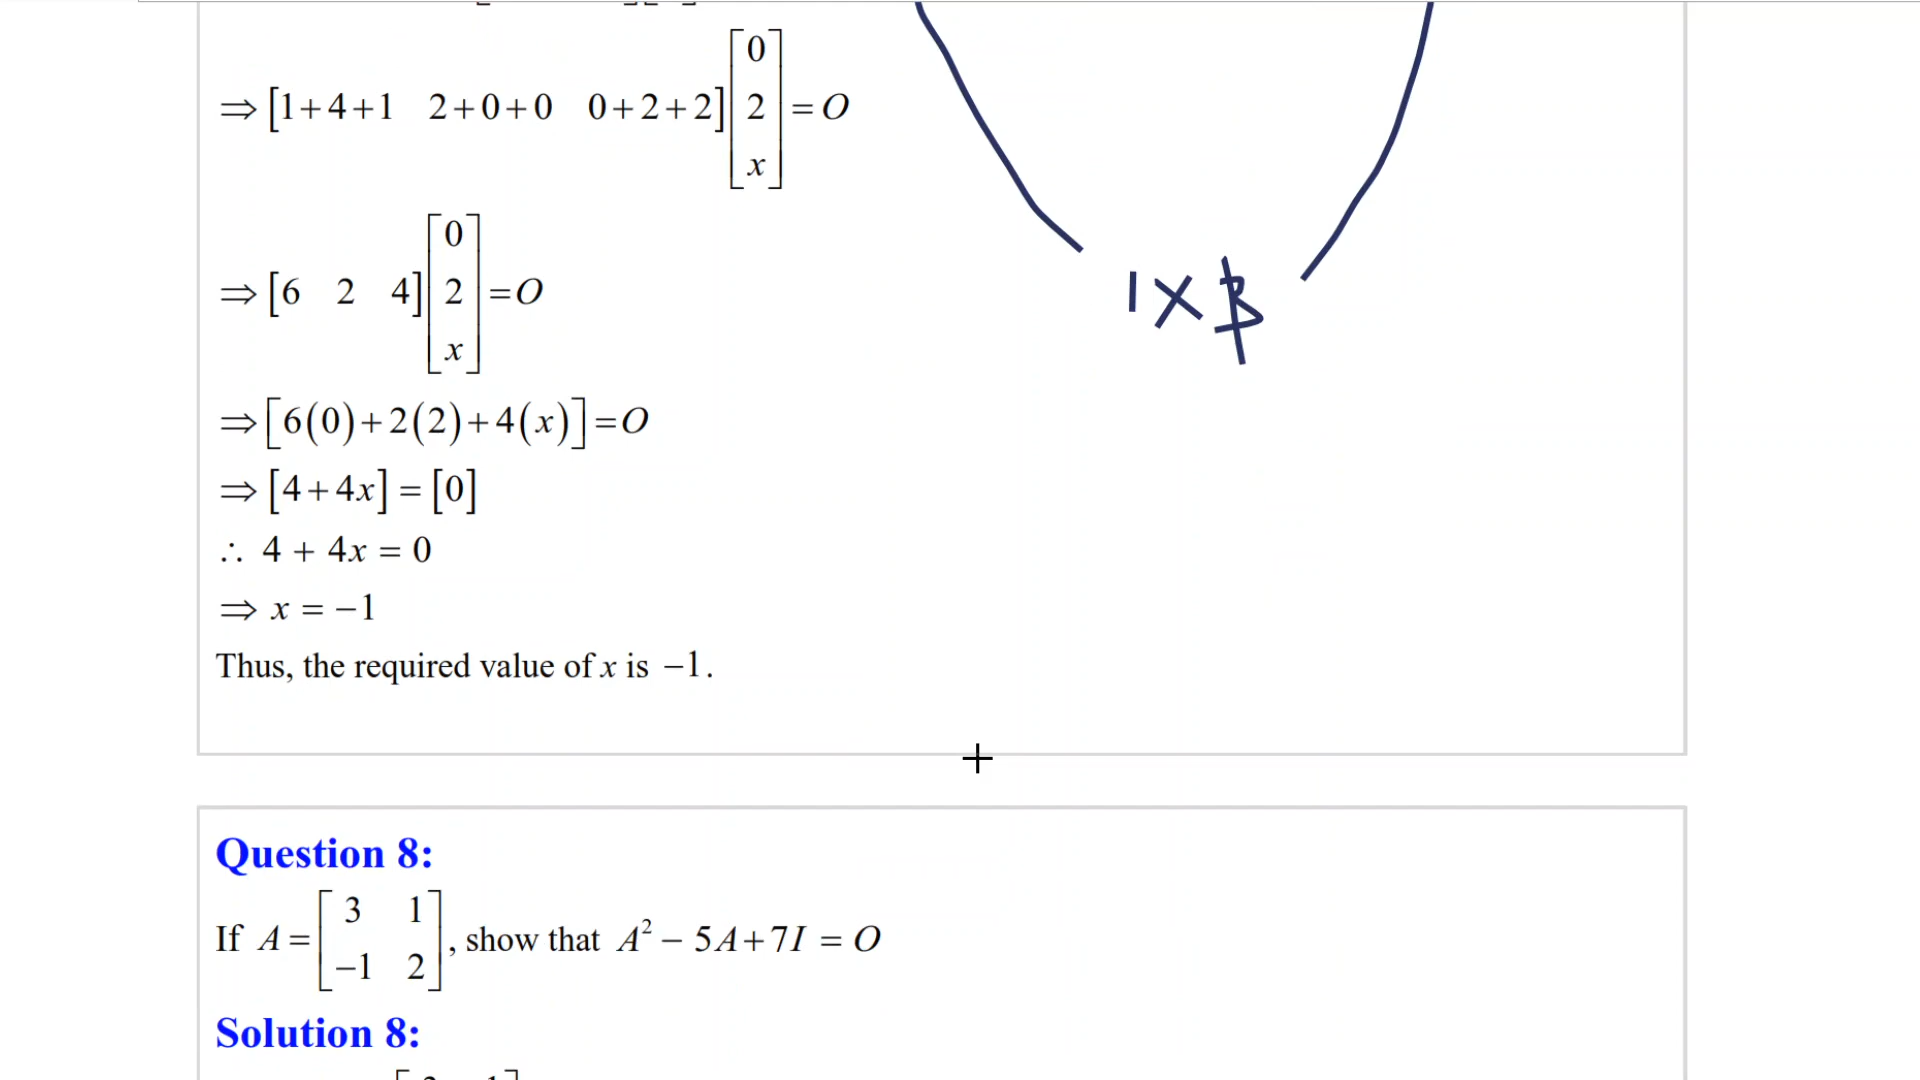 ⇒ [1+4+1 2+0+0 0+2+2] [0 2 x] = O
1 X
⇒ [6 2 4] [0 2 x] = O
⇒ [6(0)+2(2)+4(x)] = O
⇒ [4+4x] = [0]
∴ 4 + 4x = 0
⇒ x = −1
Thus, the required value of x is −1.
Question 8:
If A = [3 1 −1 2], show that A² − 5A + 7I = O
Solution 8: